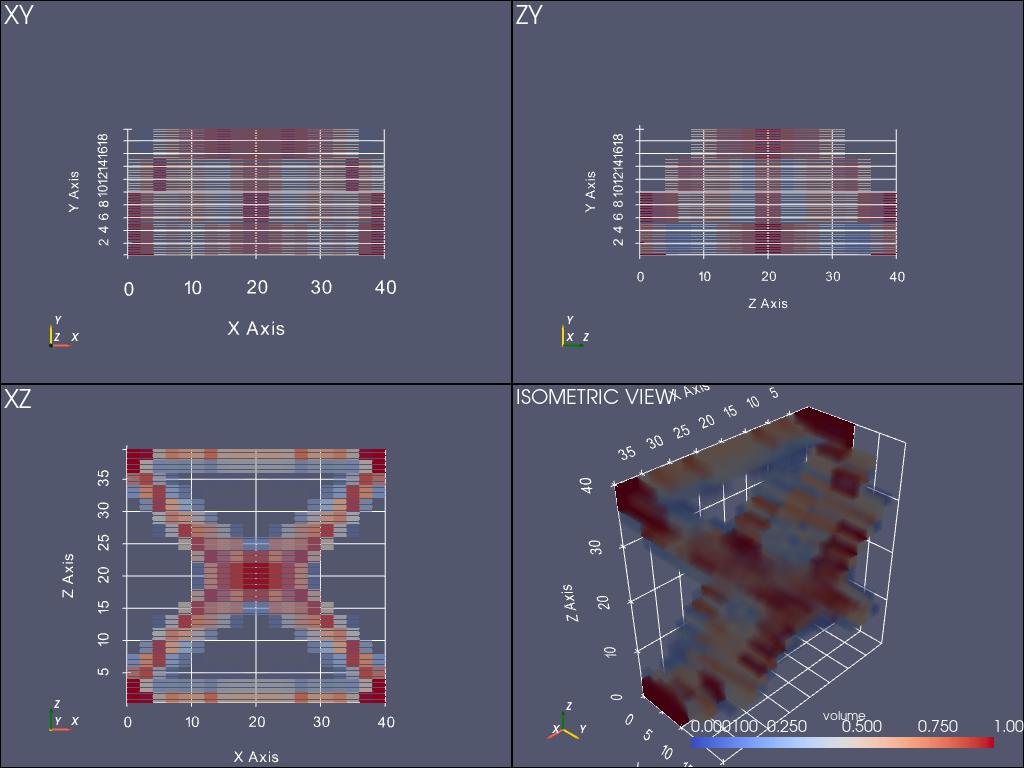 XY
Y Axis
2 4 6 8 1012141618
0 10 20 30 40
X Axis
Y
Z X
ZY
Y Axis
2 4 6 8 1012141618
0 10 20 30 40
Z Axis
Y
X Z
XZ
Z Axis
35
30
25
20
15
10
5
0 10 20 30 40
X Axis
Z
Y X
ISOMETRIC VIEW
X Axis
35 30 25 20 15 10 5
Z Axis
40
30
20
10
0
0 5 10
Z
X Y
volume
0.250 0.500 0.750 1.00